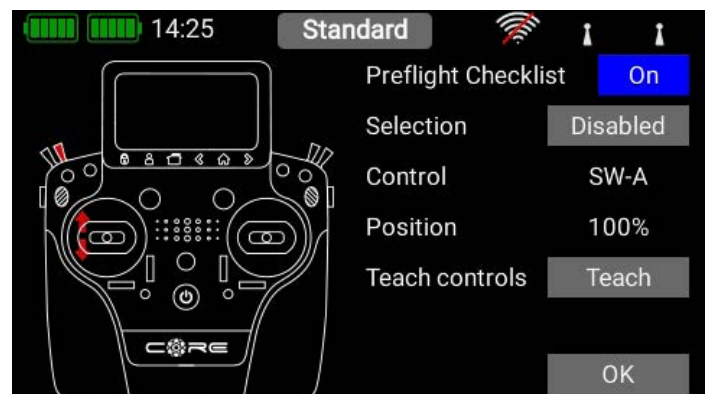 14:25 Standard
Preflight Checklist On
Selection Disabled
Control SW-A
Position 100%
Teach controls Teach
CORE
OK